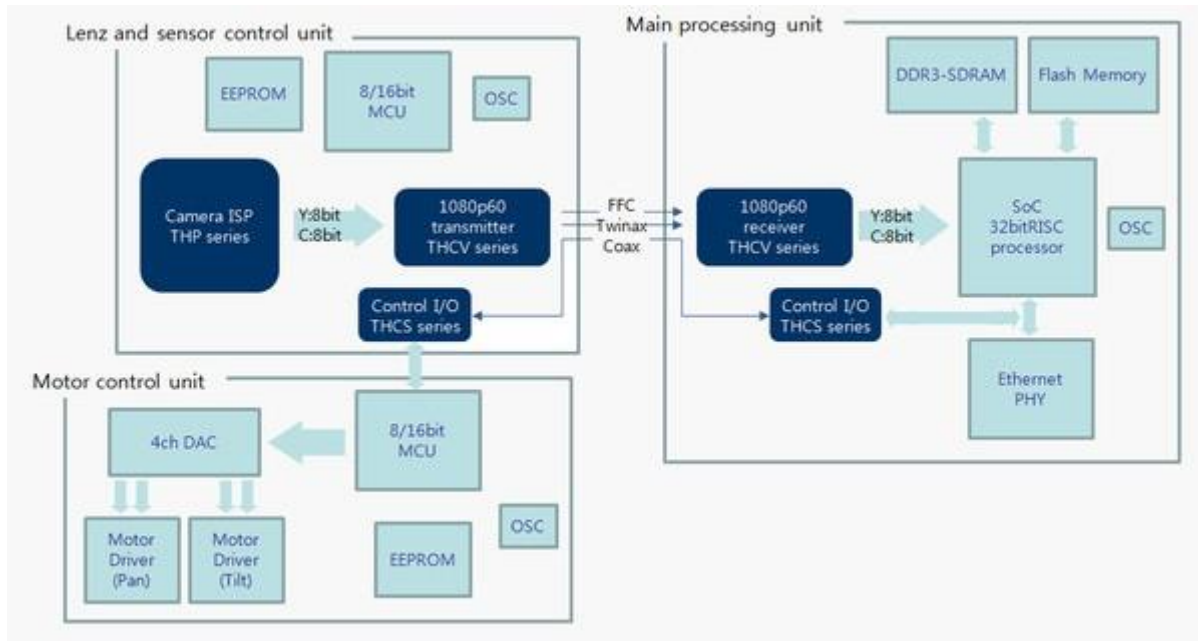 Lenz and sensor control unit
EEPROM
8/16bit
MCU
OSC
Camera ISP
THP series
Y:8bit
C:8bit
1080p60
transmitter
THCV series
Control I/O
THCS series
FFC
Twinax
Coax
Main processing unit
DDR3-SDRAM
Flash Memory
1080p60
receiver
THCV series
Y:8bit
C:8bit
SoC
32bitRISC
processor
OSC
Control I/O
THCS series
Ethernet
PHY
Motor control unit
4ch DAC
8/16bit
MCU
Motor
Driver
(Pan)
Motor
Driver
(Tilt)
EEPROM
OSC